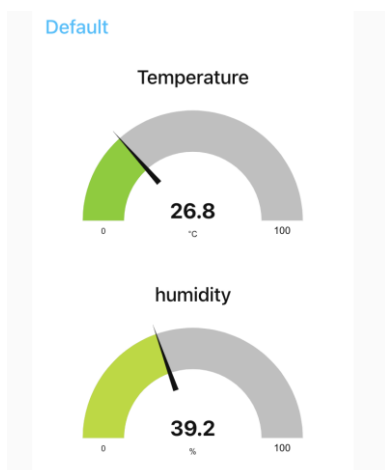 Default
Temperature
26.8
0 °C 100
humidity
39.2
0 % 100